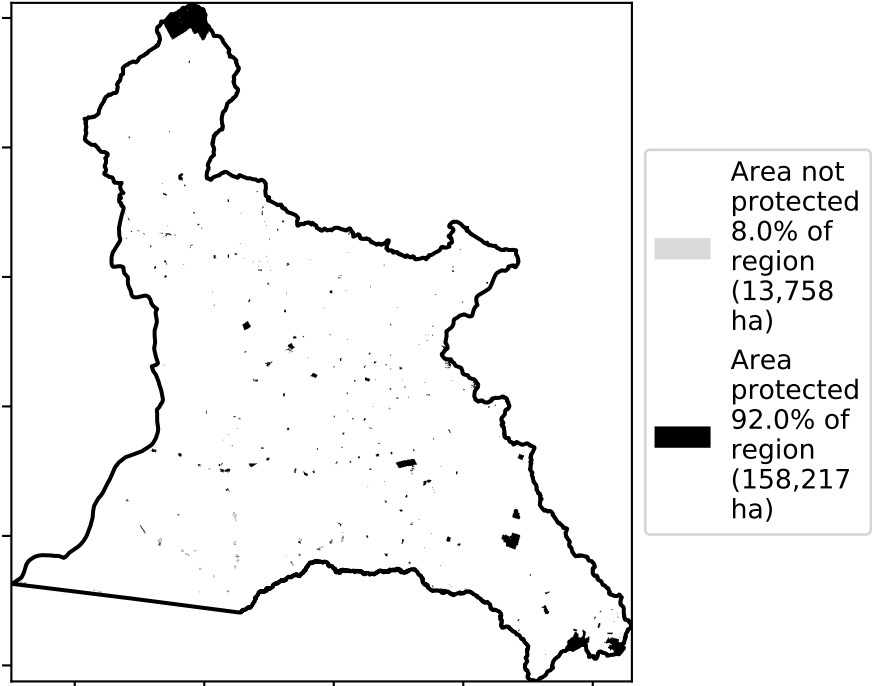 Area not
protected
8.0% of
region
(13,758
ha)
Area
protected
92.0% of
region
(158,217
ha)